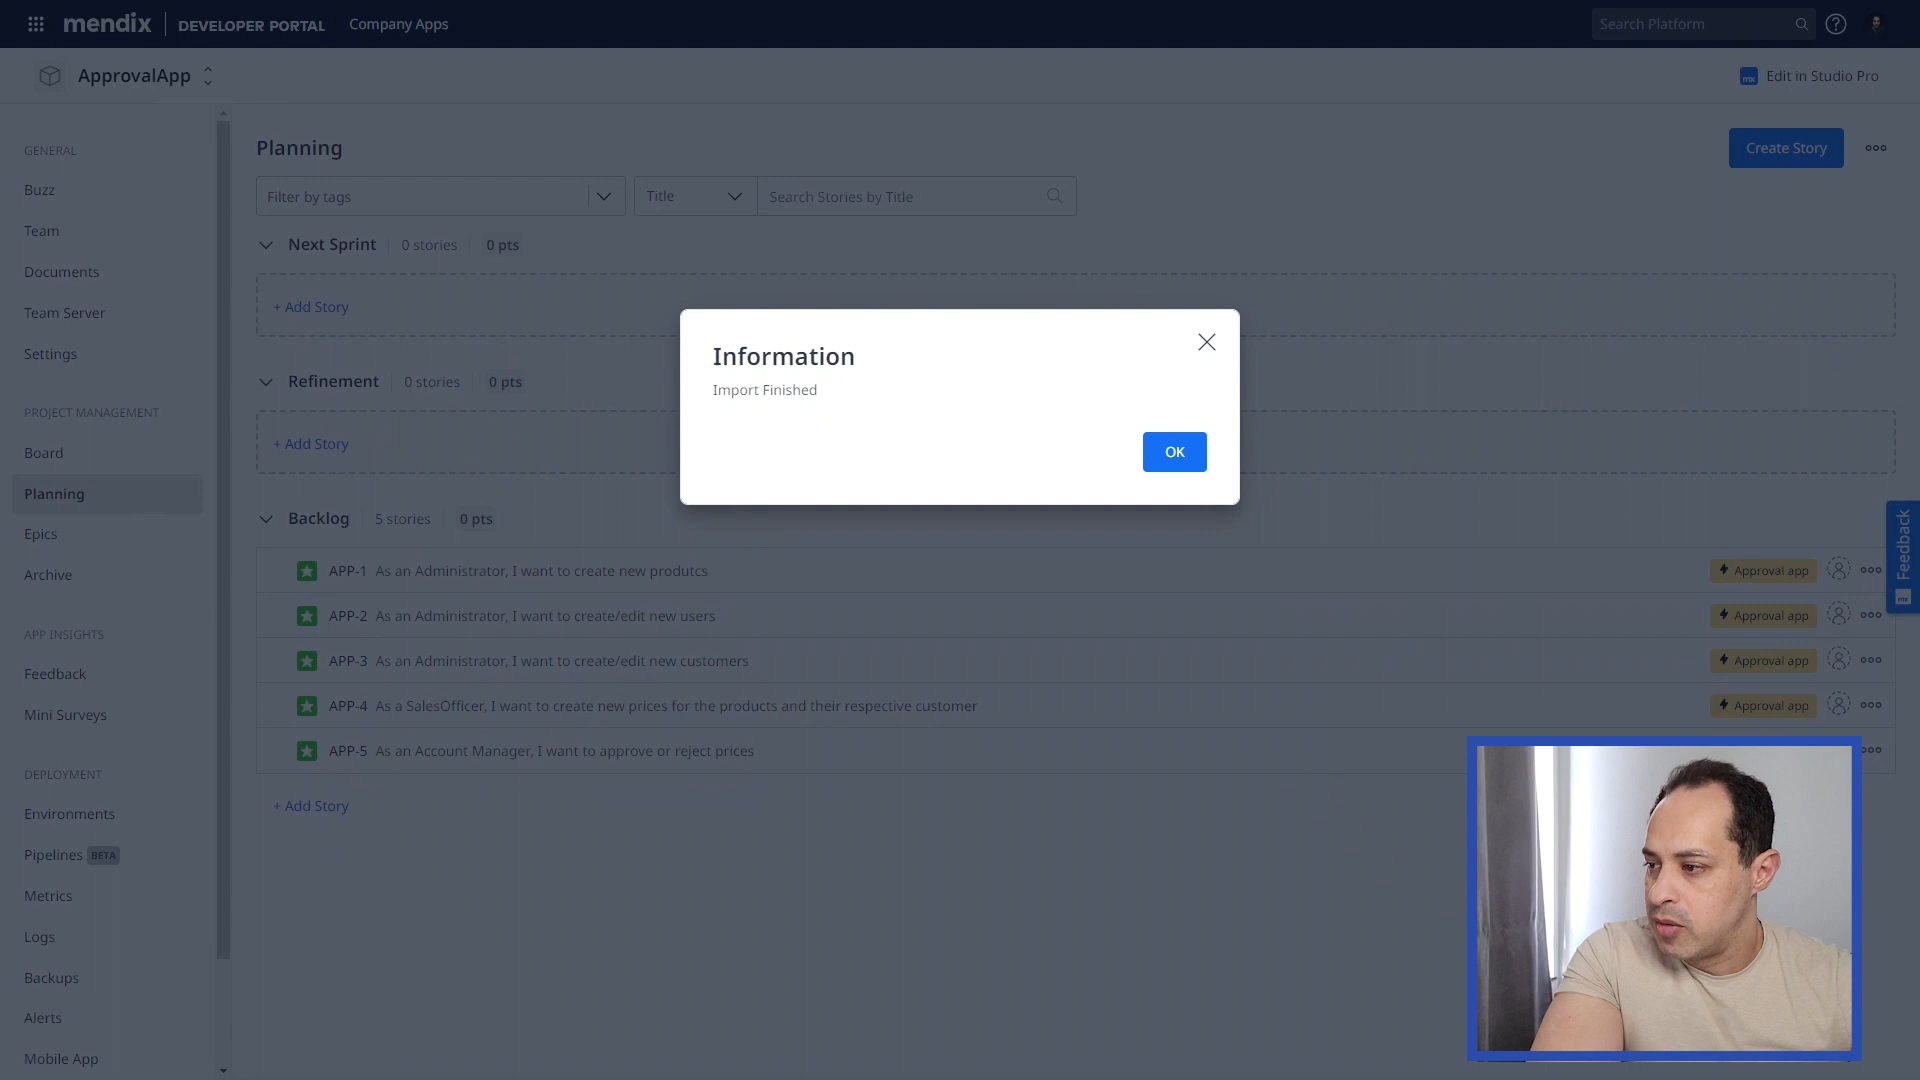 mendix DEVELOPER PORTAL Company Apps Search Platform
ApprovalApp Edit in Studio Pro
GENERAL
Buzz
Team
Documents
Team Server
Settings
PROJECT MANAGEMENT
Board
Planning
Epics
Archive
APP INSIGHTS
Feedback
Mini Surveys
DEPLOYMENT
Environments
Pipelines BETA
Metrics
Logs
Backups
Alerts
Mobile App
Planning Create Story
Filter by tags Title Search Stories by Title
Next Sprint 0 stories 0 pts
+ Add Story
Refinement 0 stories 0 pts
+ Add Story
Information
Import Finished
OK
Backlog 5 stories 0 pts
APP-1 As an Administrator, I want to create new produtcs Approval app
APP-2 As an Administrator, I want to create/edit new users Approval app
APP-3 As an Administrator, I want to create/edit new customers Approval app
APP-4 As a SalesOfficer, I want to create new prices for the products and their respective customer Approval app
APP-5 As an Account Manager, I want to approve or reject prices
+ Add Story
Feedback
mx